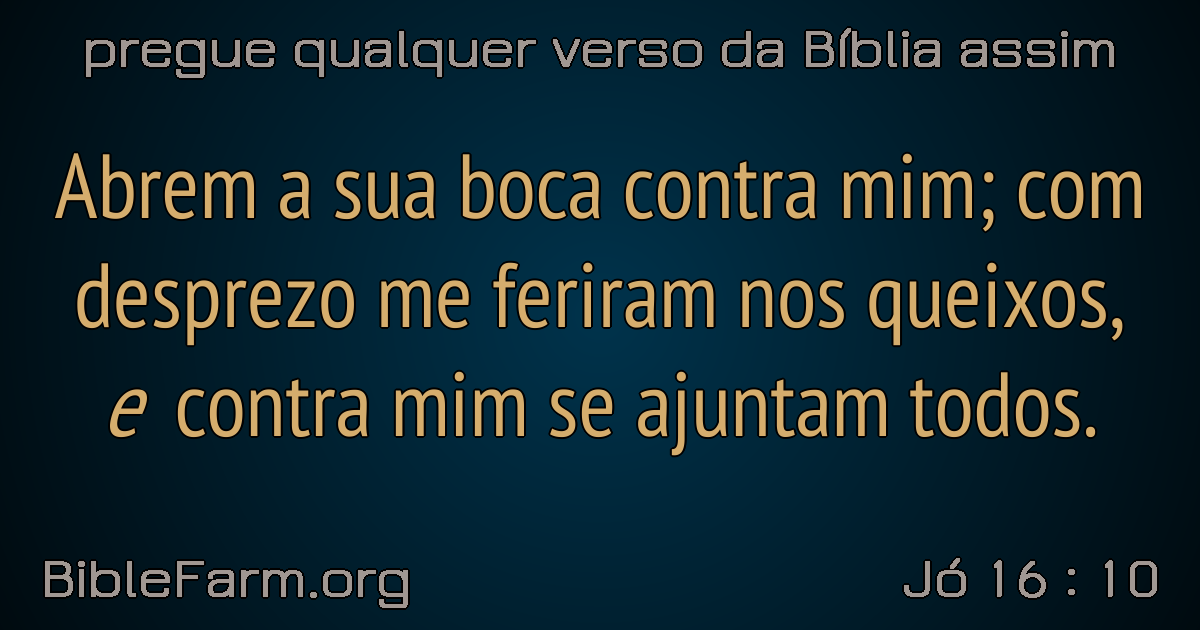 pregue qualquer verso da Bíblia assim
Abrem a sua boca contra mim; com
desprezo me feriram nos queixos,
e contra mim se ajuntam todos.
BibleFarm.org
Jó 16 : 10